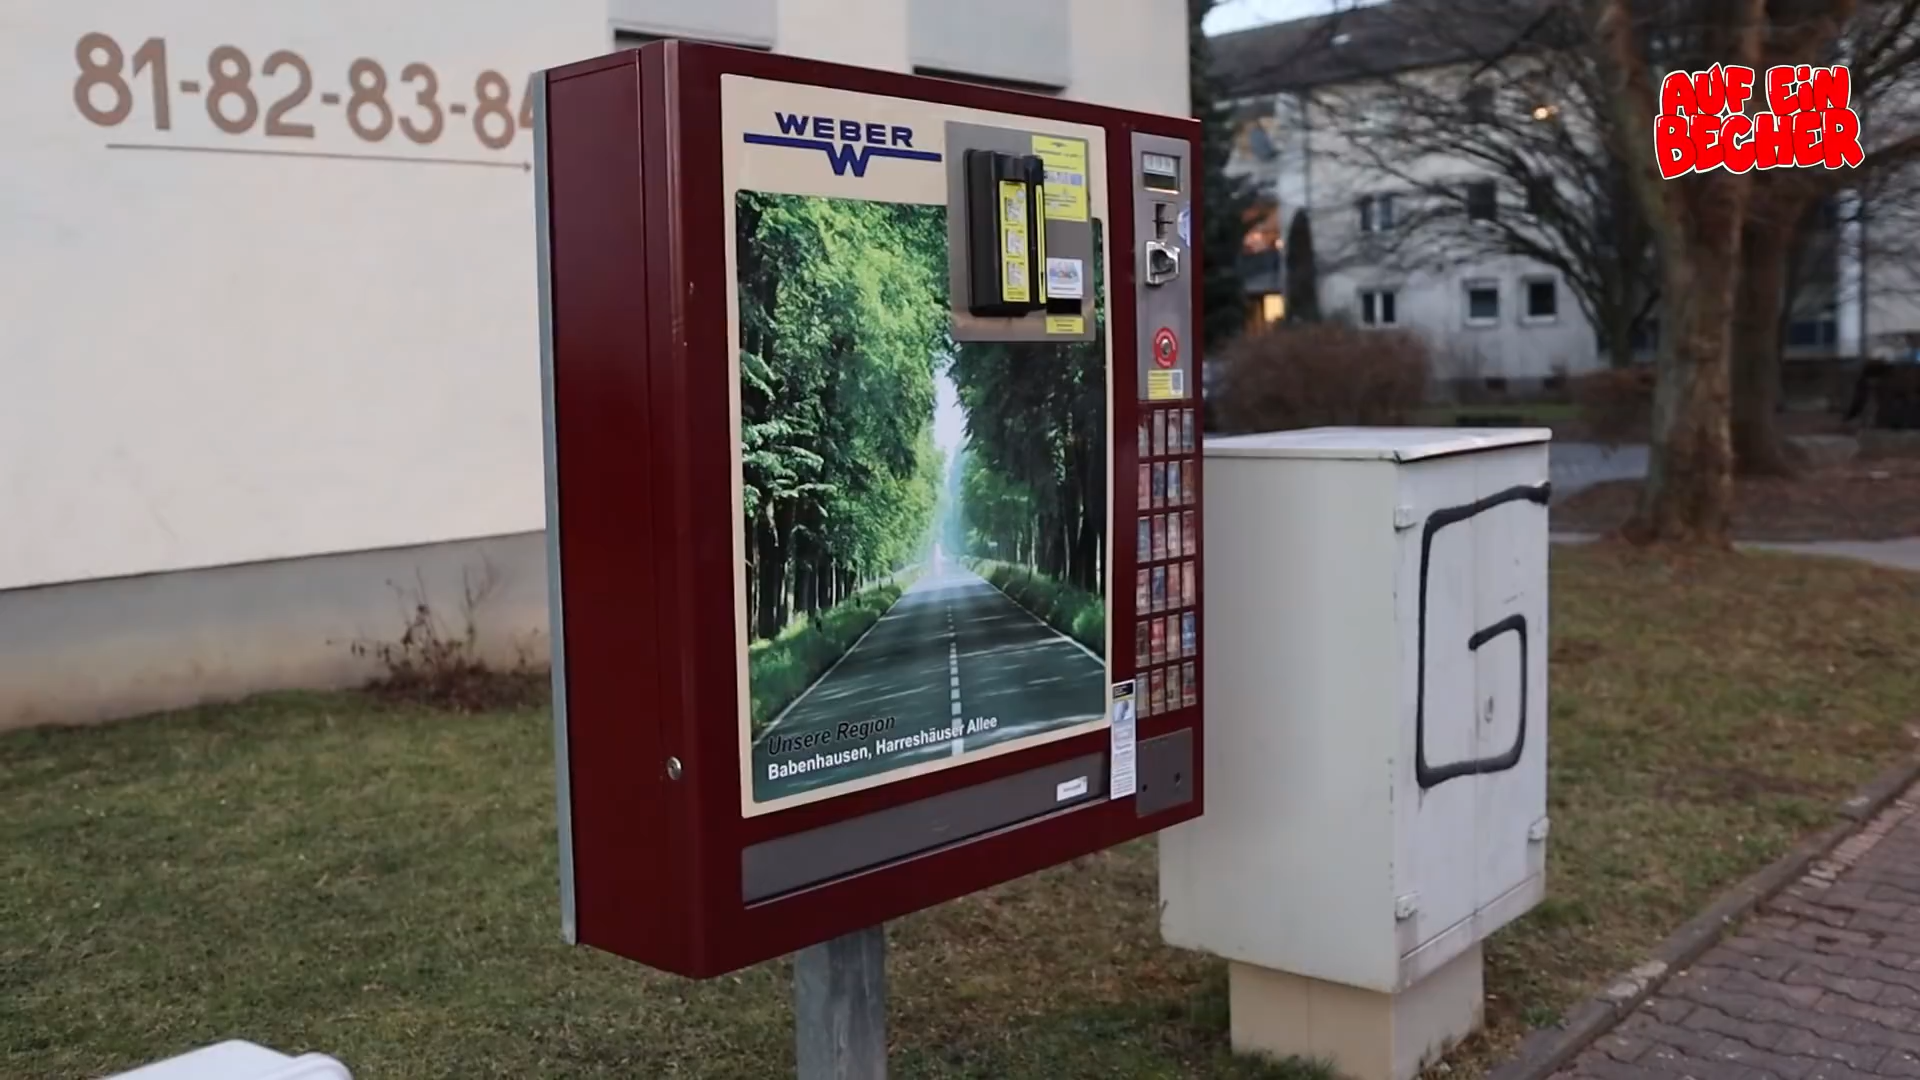 81-82-83-84
WEBER
W
AUF EIN
BECHER
Unsere Region
Babenhausen, Harreshäuser Allee
G